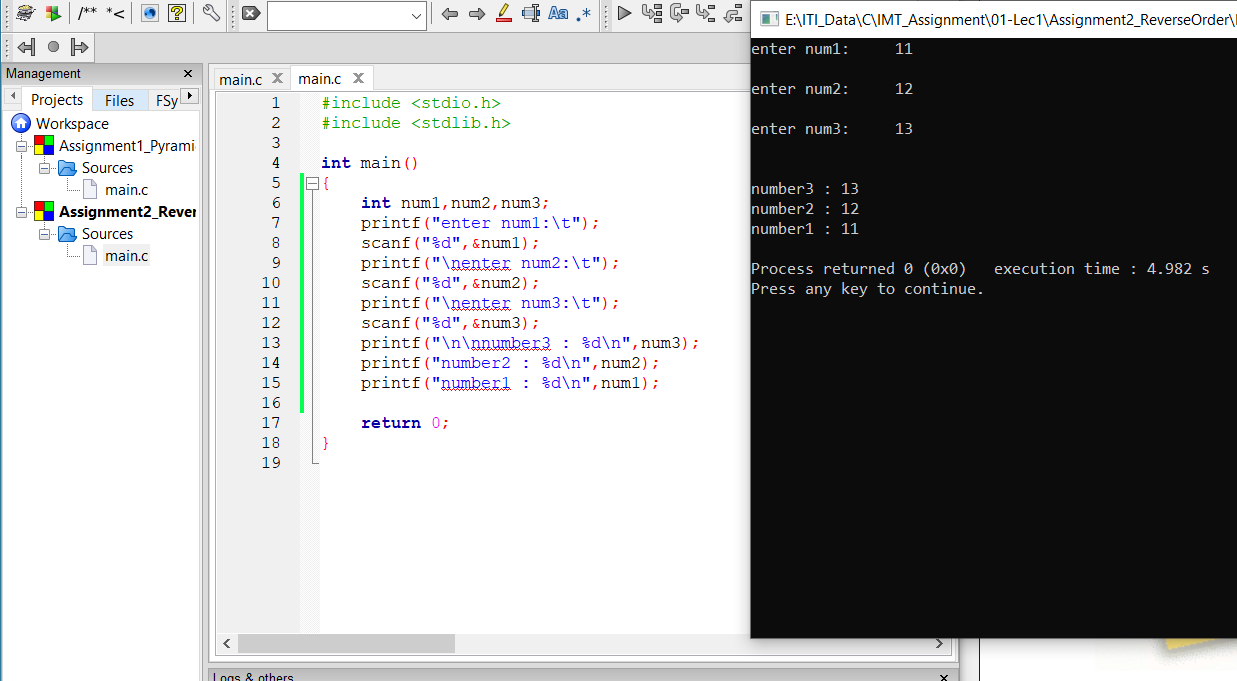 /** *<
E:\ITI_Data\C\IMT_Assignment\01-Lec1\Assignment2_ReverseOrder\
Management
Projects Files FSy
Workspace
Assignment1_Pyrami
Sources
main.c
Assignment2_Rever
Sources
main.c
main.c main.c
1 #include <stdio.h>
2 #include <stdlib.h>
3
4 int main()
5 {
6 int num1,num2,num3;
7 printf("enter num1:\t");
8 scanf("%d",&num1);
9 printf("\nenter num2:\t");
10 scanf("%d",&num2);
11 printf("\nenter num3:\t");
12 scanf("%d",&num3);
13 printf("\n\nnumber3 : %d\n",num3);
14 printf("number2 : %d\n",num2);
15 printf("number1 : %d\n",num1);
16
17 return 0;
18 }
19
Logs & others
enter num1: 11
enter num2: 12
enter num3: 13
number3 : 13
number2 : 12
number1 : 11
Process returned 0 (0x0) execution time : 4.982 s
Press any key to continue.